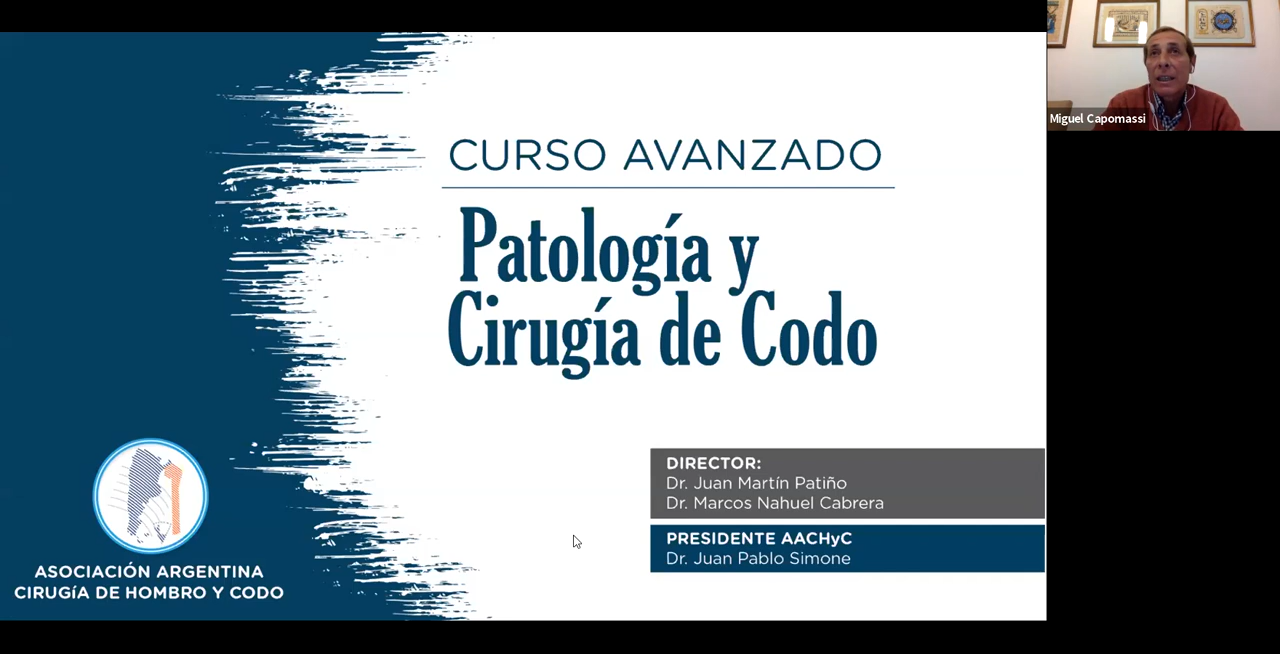 CURSO AVANZADO
Patología y
Cirugía de Codo
DIRECTOR:
Dr. Juan Martín Patiño
Dr. Marcos Nahuel Cabrera
PRESIDENTE AACHyC
Dr. Juan Pablo Simone
ASOCIACIÓN ARGENTINA
CIRUGíA DE HOMBRO Y CODO
Miguel Capomassi